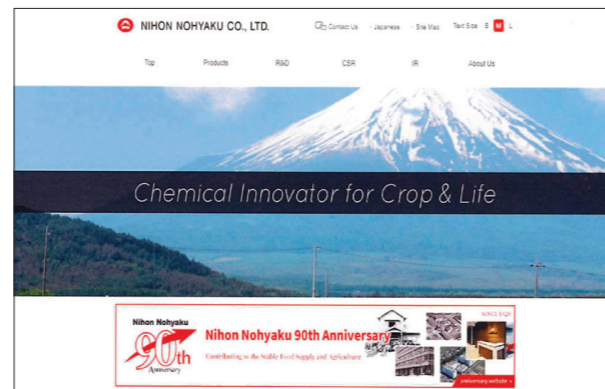 NIHON NOHYAKU CO., LTD.
Contact Us · Japanese · Site Map Text Size S M L
Top Products R&D CSR IR About Us
Chemical Innovator for Crop & Life
SINCE 1928
Nihon Nohyaku
90th
Anniversary
Nihon Nohyaku 90th Anniversary
Contributing to the Stable Food Supply and Agriculture
anniversary website